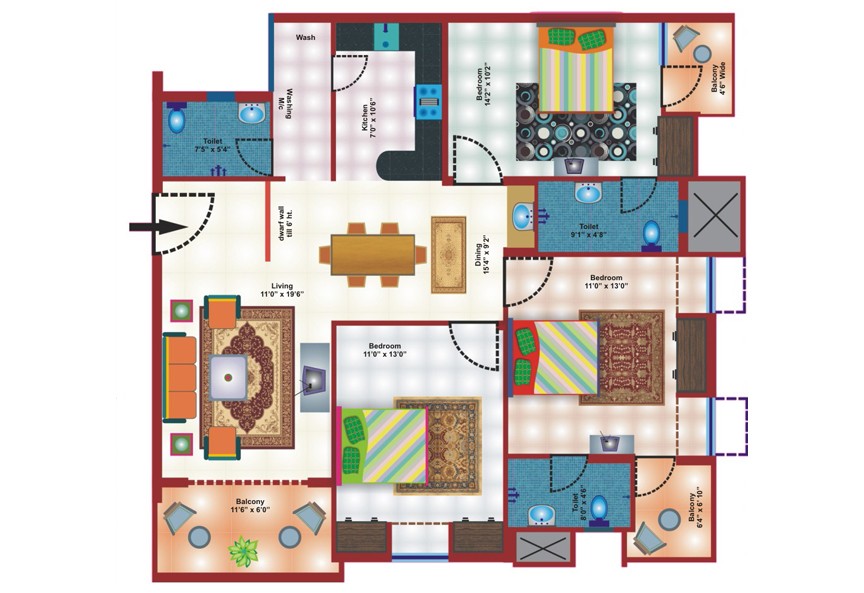 Wash
Washing
M/c
Kitchen
7'0" x 10'6"
Bedroom
14'2" x 10'2"
Balcony
4'6" Wide
Toilet
7'5" x 5'4"
dwarf wall
till 6' ht.
Dining
15'4" x 9'2"
Toilet
9'1" x 4'8"
Living
11'0" x 19'6"
Bedroom
11'0" x 13'0"
Bedroom
11'0" x 13'0"
Balcony
11'6" x 6'0"
Toilet
8'0" x 4'6"
Balcony
6'4" x 6'10"